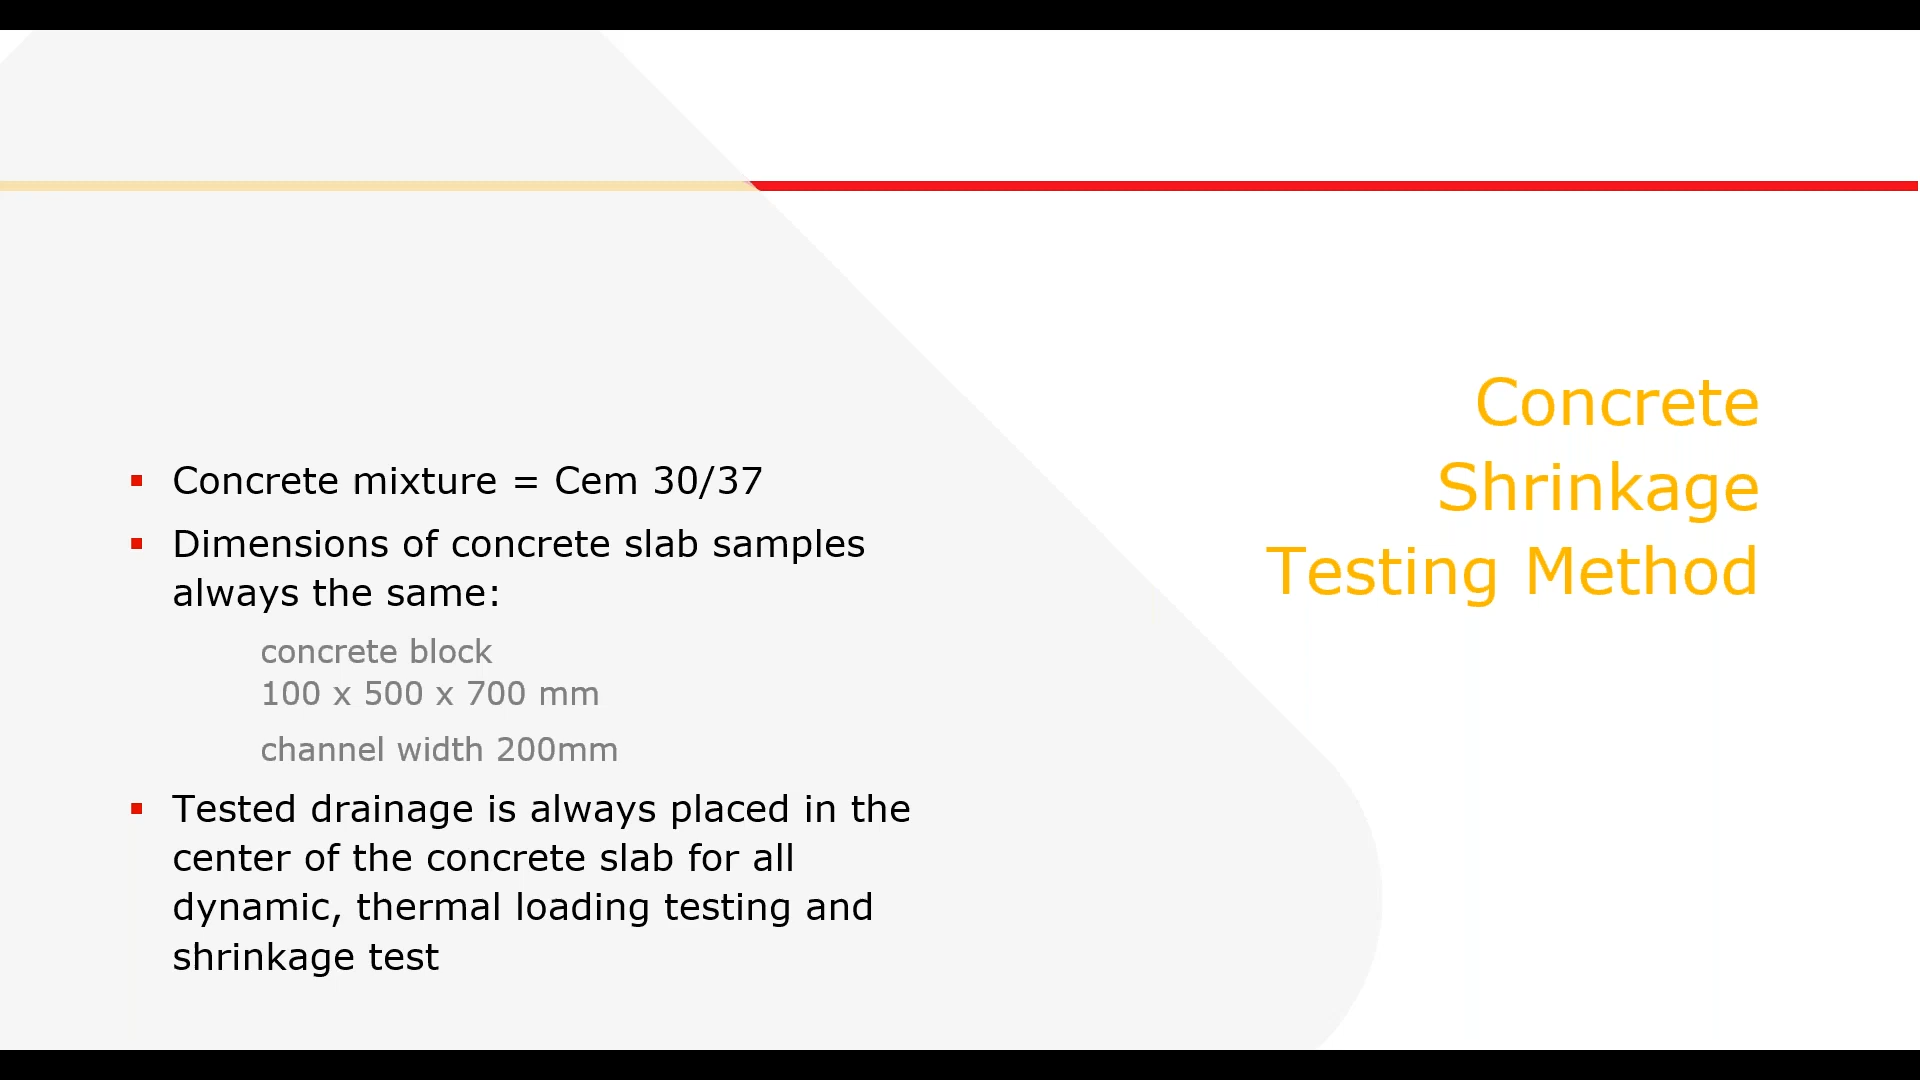 Concrete
Shrinkage
Testing Method
▪ Concrete mixture = Cem 30/37
▪ Dimensions of concrete slab samples
always the same:
concrete block
100 x 500 x 700 mm
channel width 200mm
▪ Tested drainage is always placed in the
center of the concrete slab for all
dynamic, thermal loading testing and
shrinkage test